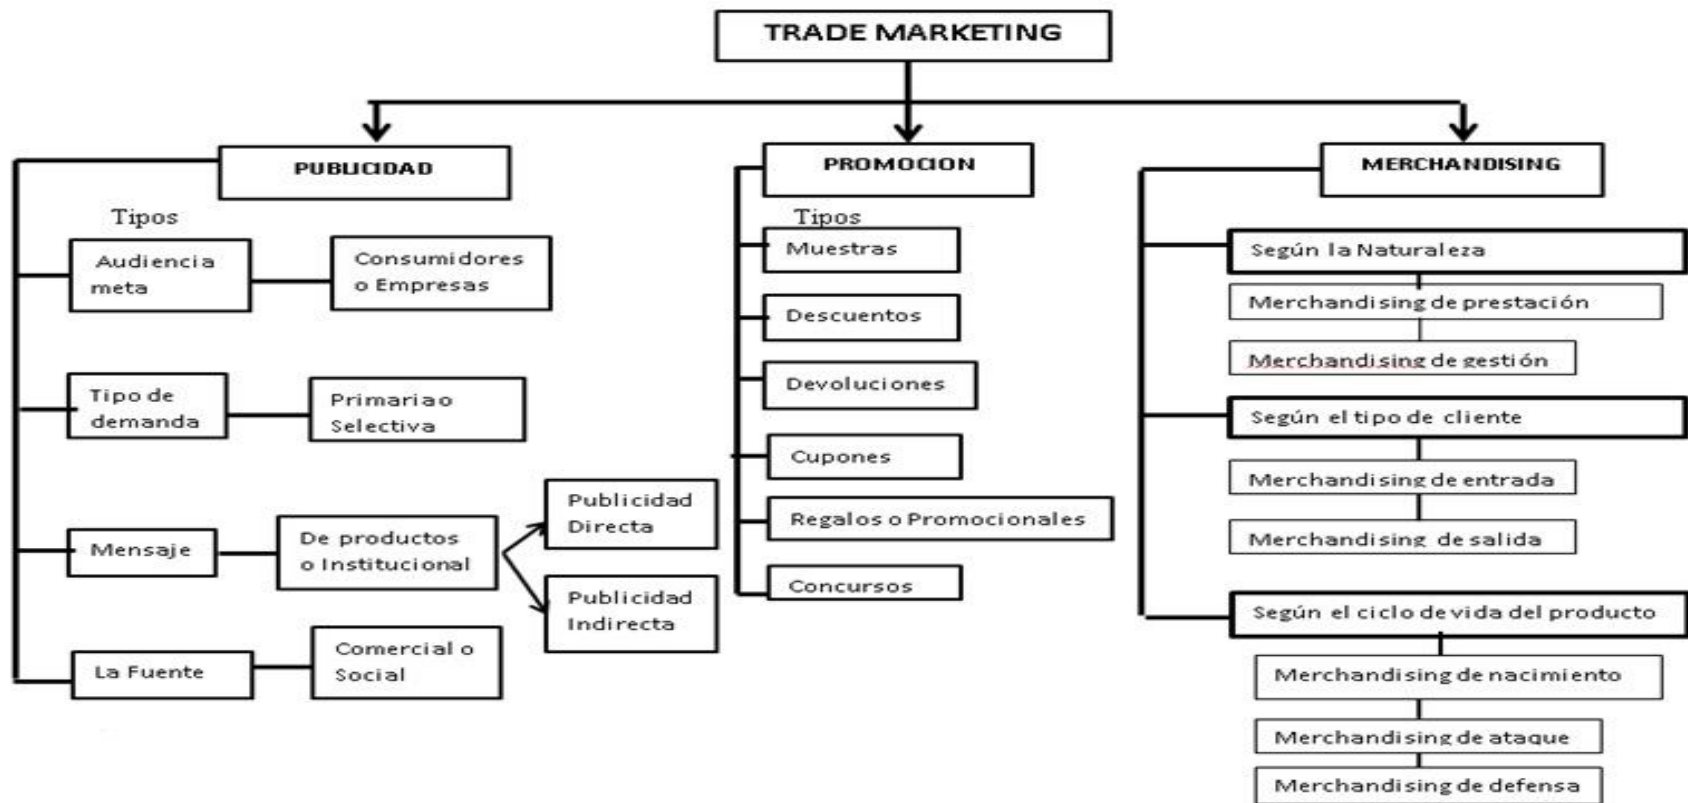 TRADE MARKETING
PUBLICIDAD
Tipos
Audiencia
meta
Consumidores
o Empresas
Tipo de
demanda
Primaria o
Selectiva
Mensaje
De productos
o Institucional
Publicidad
Directa
Publicidad
Indirecta
La Fuente
Comercial o
Social
PROMOCION
Tipos
Muestras
Descuentos
Devoluciones
Cupones
Regalos o Promocionales
Concursos
MERCHANDISING
Según la Naturaleza
Merchandising de prestación
Merchandising de gestión
Según el tipo de cliente
Merchandising de entrada
Merchandising de salida
Según el ciclo de vida del producto
Merchandising de nacimiento
Merchandising de ataque
Merchandising de defensa